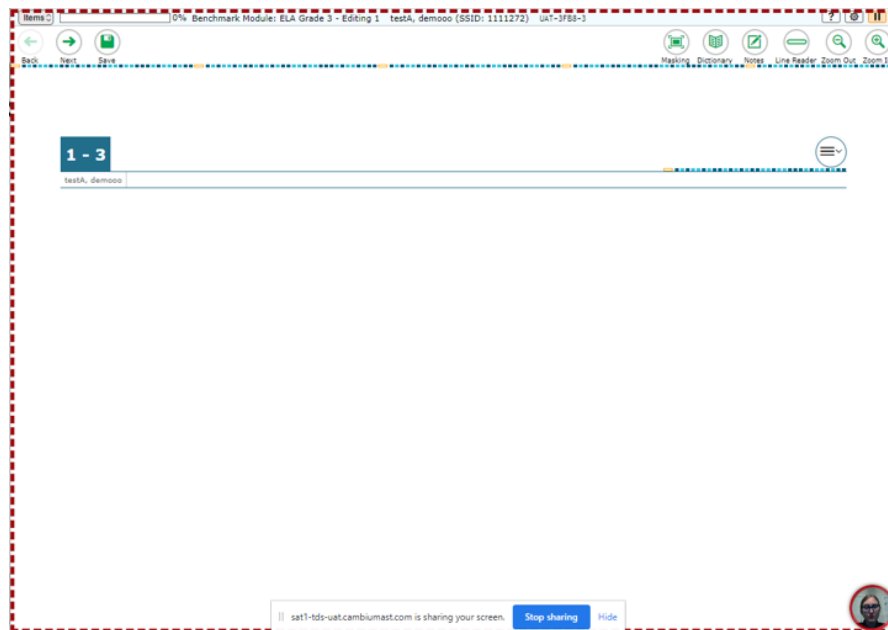 Items 0% Benchmark Module: ELA Grade 3 - Editing 1 testA, demooo (SSID: 1111272) UAT-3FB8-3 ?
Back Next Save Masking Dictionary Notes Line Reader Zoom Out Zoom I
1 - 3
testA, demooo
sat1-tds-uat.cambiumast.com is sharing your screen. Stop sharing Hide